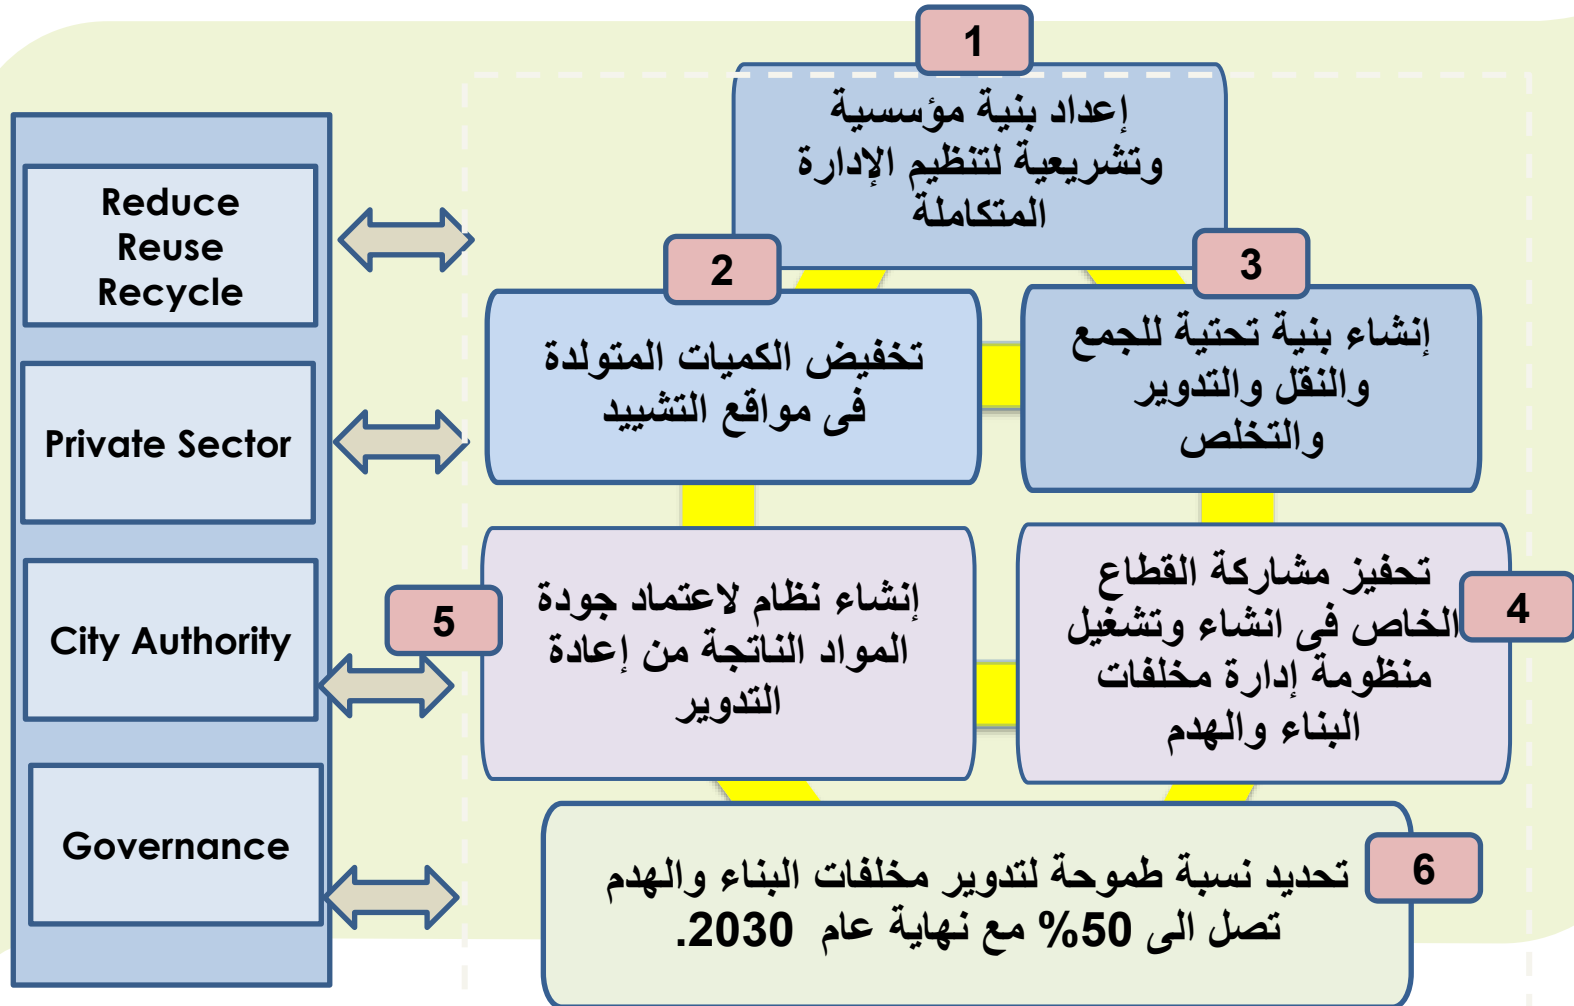 1
إعداد بنية مؤسسية
وتشريعية لتنظيم الإدارة
المتكاملة
2
تخفيض الكميات المتولدة
فى مواقع التشييد
3
إنشاء بنية تحتية للجمع
والنقل والتدوير
والتخلص
4
تحفيز مشاركة القطاع
الخاص فى انشاء وتشغيل
منظومة إدارة مخلفات
البناء والهدم
5
إنشاء نظام لاعتماد جودة
المواد الناتجة من إعادة
التدوير
6
تحديد نسبة طموحة لتدوير مخلفات البناء والهدم
تصل الى 50% مع نهاية عام 2030.
Reduce
Reuse
Recycle
Private Sector
City Authority
Governance